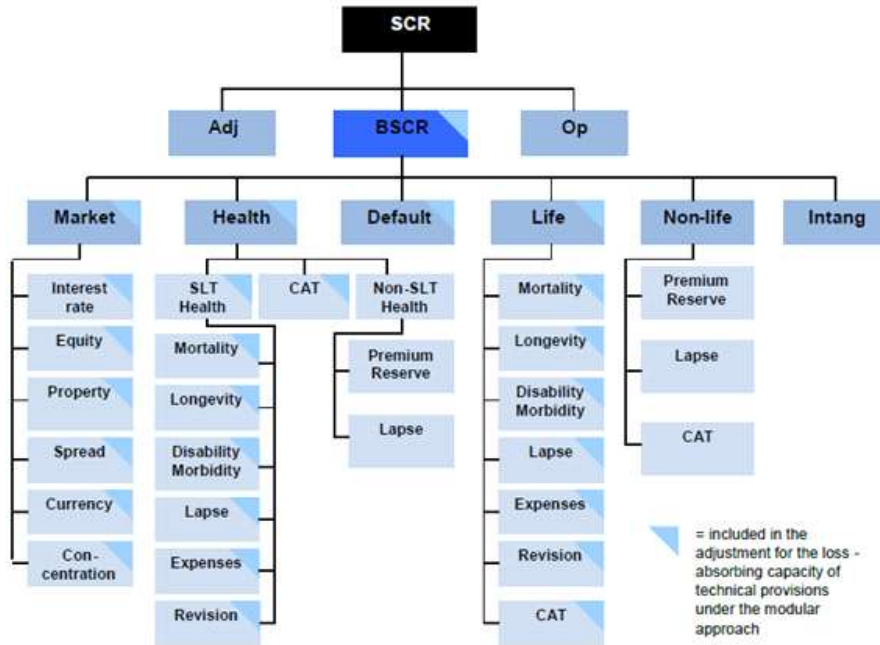 SCR
Adj
BSCR
Op
Market
Health
Default
Life
Non-life
Intang
Interest
rate
Equity
Property
Spread
Currency
Con-
centration
SLT
Health
CAT
Non-SLT
Health
Mortality
Longevity
Disability
Morbidity
Lapse
Expenses
Revision
Premium
Reserve
Lapse
Mortality
Longevity
Disability
Morbidity
Lapse
Expenses
Revision
CAT
Premium
Reserve
Lapse
CAT
= included in the
adjustment for the loss -
absorbing capacity of
technical provisions
under the modular
approach